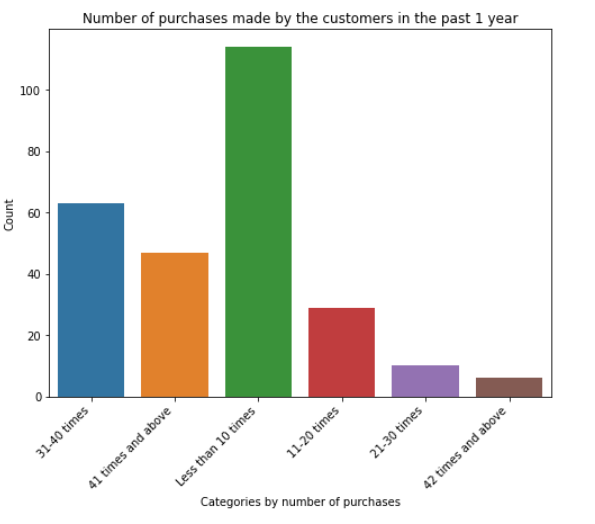 Number of purchases made by the customers in the past 1 year
Count
100
80
60
40
20
0
31-40 times
41 times and above
Less than 10 times
11-20 times
21-30 times
42 times and above
Categories by number of purchases